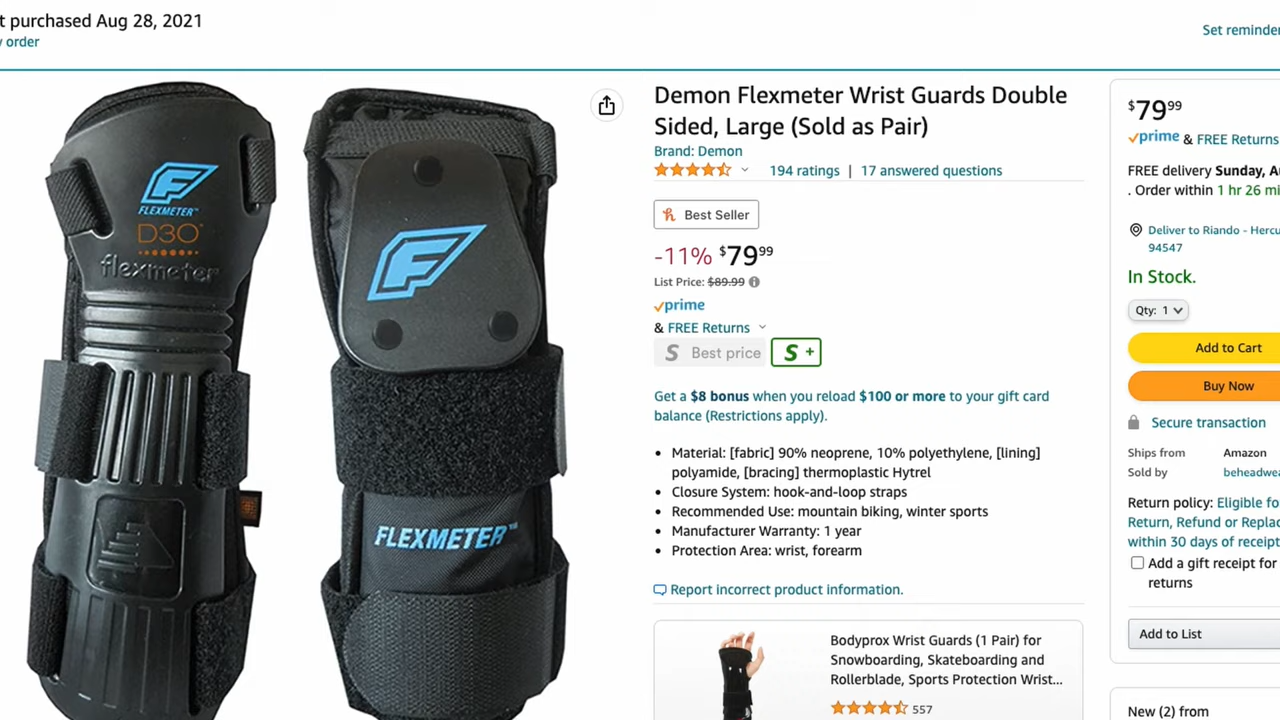 t purchased Aug 28, 2021
order
Set reminder
FLEXMETER™
D3O
flexmeter
FLEXMETER™
Demon Flexmeter Wrist Guards Double
Sided, Large (Sold as Pair)
Brand: Demon
194 ratings | 17 answered questions
Best Seller
-11% $79 99
List Price: $89.99
prime
& FREE Returns
S Best price S +
Get a $8 bonus when you reload $100 or more to your gift card
balance (Restrictions apply).
• Material: [fabric] 90% neoprene, 10% polyethylene, [lining]
polyamide, [bracing] thermoplastic Hytrel
• Closure System: hook-and-loop straps
• Recommended Use: mountain biking, winter sports
• Manufacturer Warranty: 1 year
• Protection Area: wrist, forearm
Report incorrect product information.
Bodyprox Wrist Guards (1 Pair) for
Snowboarding, Skateboarding and
Rollerblade, Sports Protection Wrist...
557
$79 99
prime & FREE Returns
FREE delivery Sunday, Au
. Order within 1 hr 26 mi
Deliver to Riando - Hercu
94547
In Stock.
Qty: 1
Add to Cart
Buy Now
Secure transaction
Ships from Amazon
Sold by beheadwea
Return policy: Eligible fo
Return, Refund or Replac
within 30 days of receipt
Add a gift receipt for
returns
Add to List
New (2) from